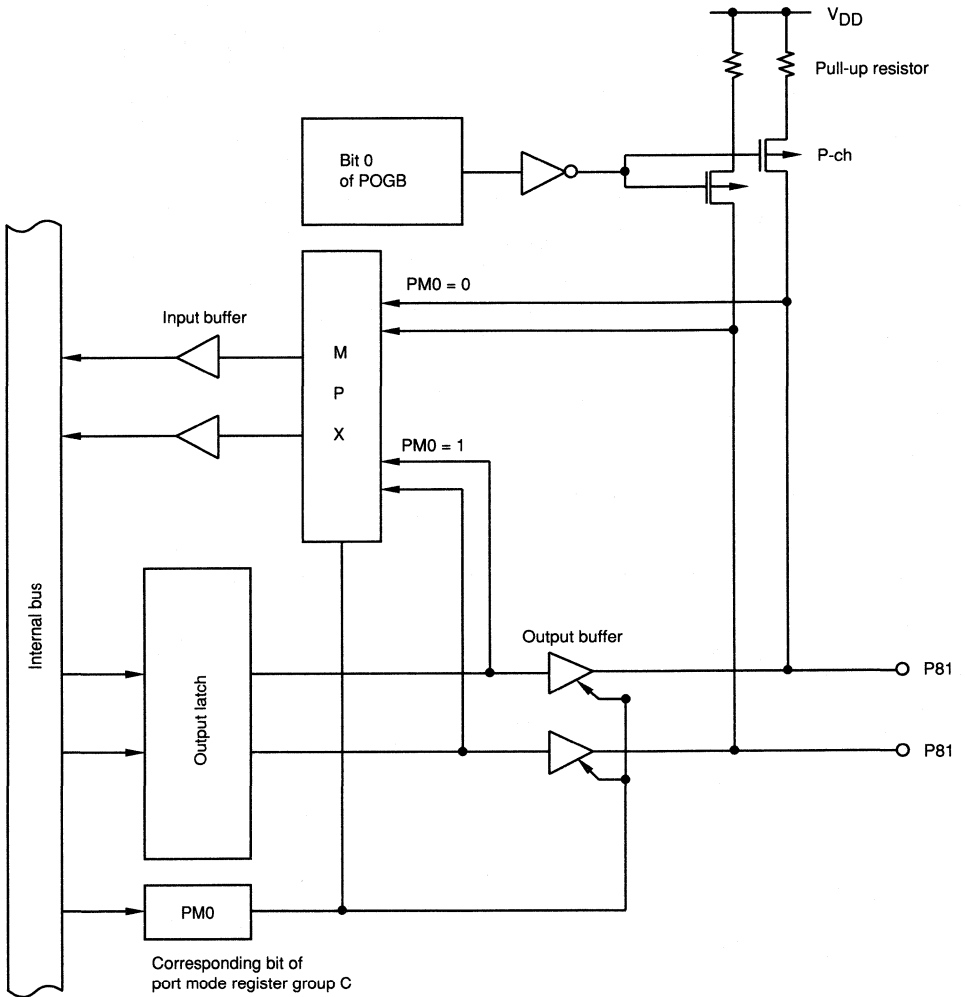 VDD
Pull-up resistor
Bit 0
of POGB
P-ch
PM0 = 0
Input buffer
M
P
X
PM0 = 1
Internal bus
Output latch
Output buffer
P81
P81
PM0
Corresponding bit of
port mode register group C